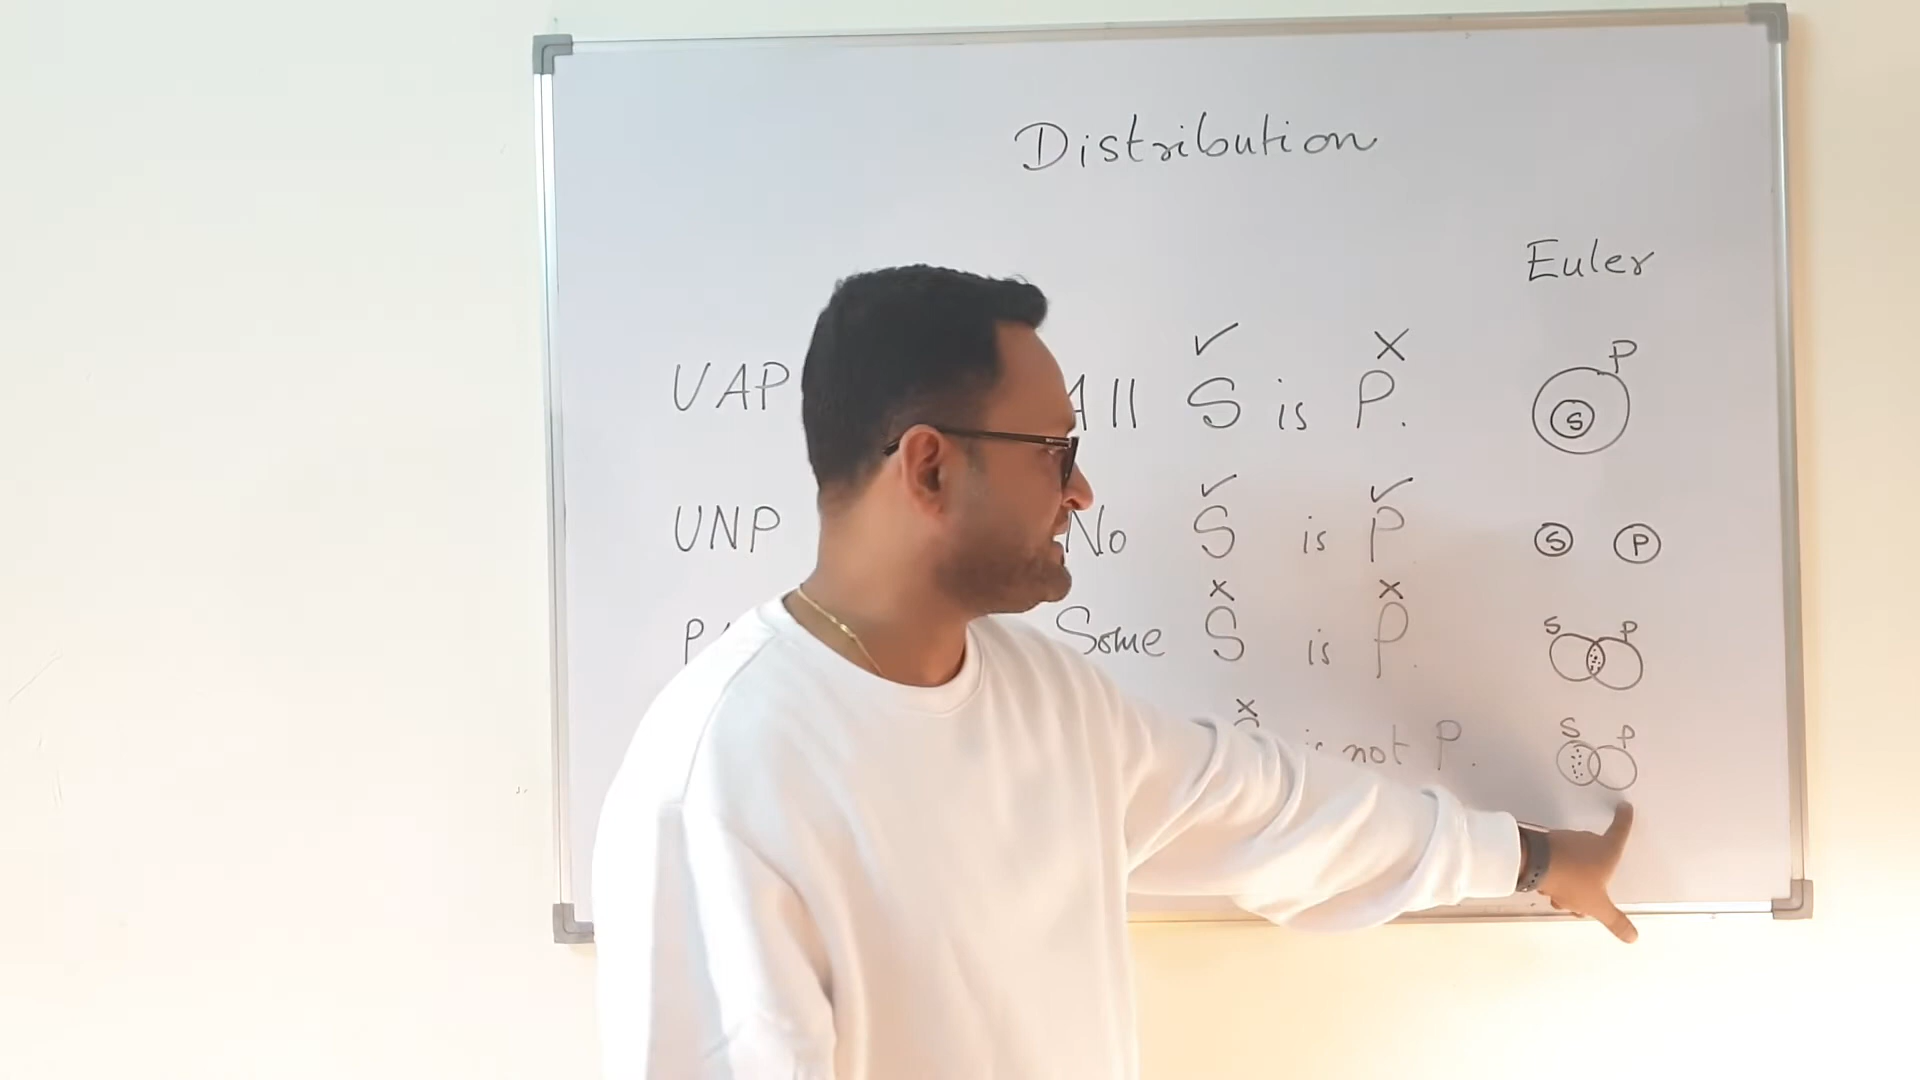 Distribution
Euler
✓ ×
UAP All S is P.
P
S
✓ ✓
UNP No S is P
S P
× ×
Some S is P.
S P
×
is not P.
S P